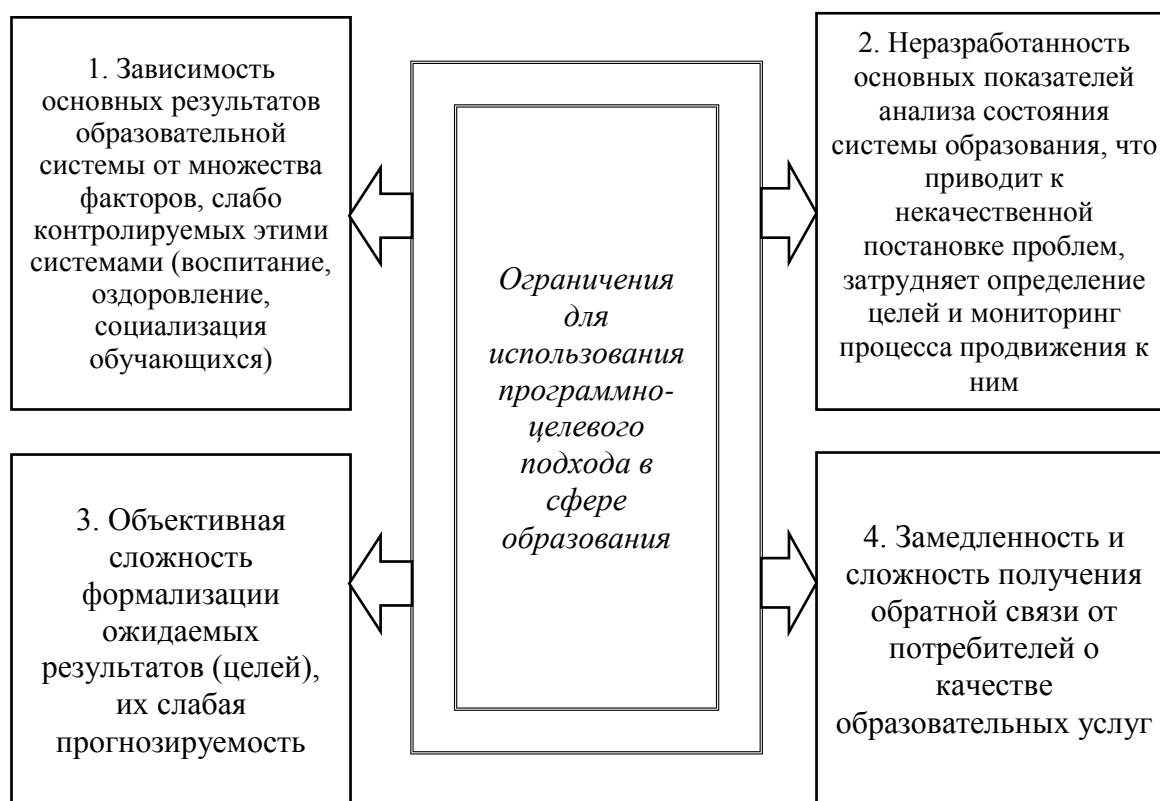 1. Зависимость
основных результатов
образовательной
системы от множества
факторов, слабо
контролируемых этими
системами (воспитание,
оздоровление,
социализация
обучающихся)
2. Неразработанность
основных показателей
анализа состояния
системы образования, что
приводит к
некачественной
постановке проблем,
затрудняет определение
целей и мониторинг
процесса продвижения к
ним
Ограничения
для
использования
программно-
целевого
подхода в
сфере
образования
3. Объективная
сложность
формализации
ожидаемых
результатов (целей),
их слабая
прогнозируемость
4. Замедленность и
сложность получения
обратной связи от
потребителей о
качестве
образовательных услуг